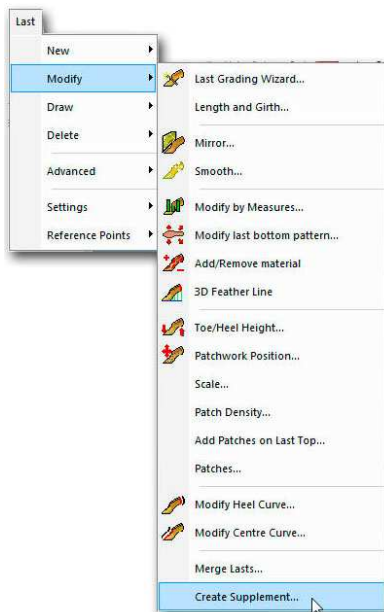 Last
New
Modify
Draw
Delete
Advanced
Settings
Reference Points
Last Grading Wizard...
Length and Girth...
Mirror...
Smooth...
Modify by Measures...
Modify last bottom pattern...
Add/Remove material
3D Feather Line
Toe/Heel Height...
Patchwork Position...
Scale...
Patch Density...
Add Patches on Last Top...
Patches...
Modify Heel Curve...
Modify Centre Curve...
Merge Lasts...
Create Supplement...